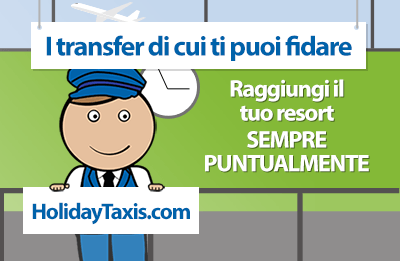 I transfer di cui ti puoi fidare
Raggiungi il
tuo resort
SEMPRE
PUNTUALMENTE
HolidayTaxis.com